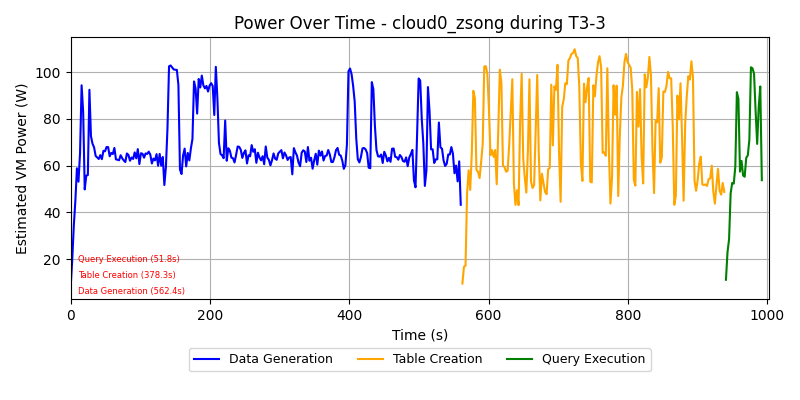 Power Over Time - cloud0_zsong during T3-3
Estimated VM Power (W)
100
80
60
40
20
Query Execution (51.8s)
Table Creation (378.3s)
Data Generation (562.4s)
0 200 400 600 800 1000
Time (s)
Data Generation Table Creation Query Execution